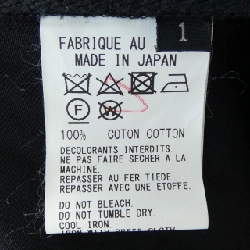 FABRIQUE AU
1
MADE IN JAPAN
F W
100% COTON COTTON
DECOLORANTS INTERDITS.
NE PAS FAIRE SECHER A LA
MACHINE.
REPASSER AU FER TIEDE
REPASSER AVEC UNE ETOFFE.
DO NOT BLEACH.
DO NOT TUMBLE DRY.
COOL IRON